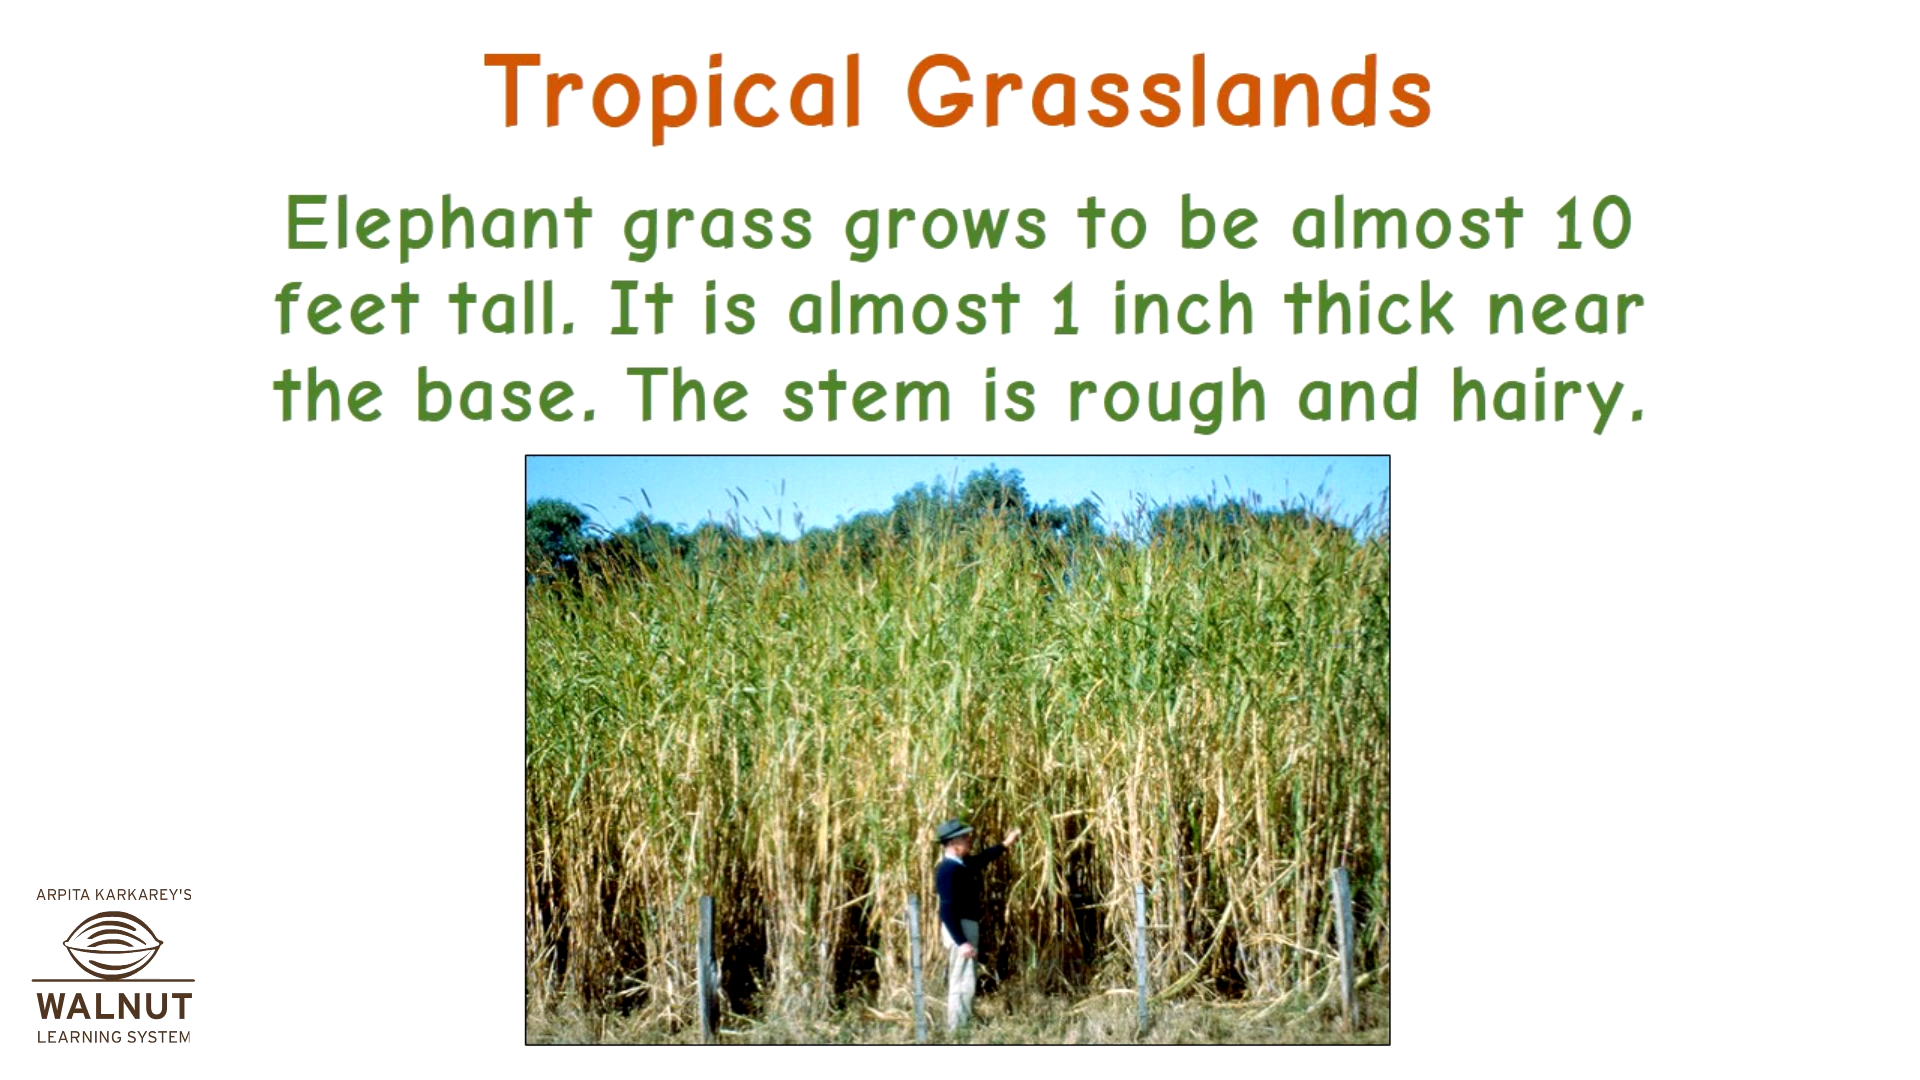 Tropical Grasslands
Elephant grass grows to be almost 10
feet tall. It is almost 1 inch thick near
the base. The stem is rough and hairy.
ARPITA KARKAREY'S
WALNUT
LEARNING SYSTEM